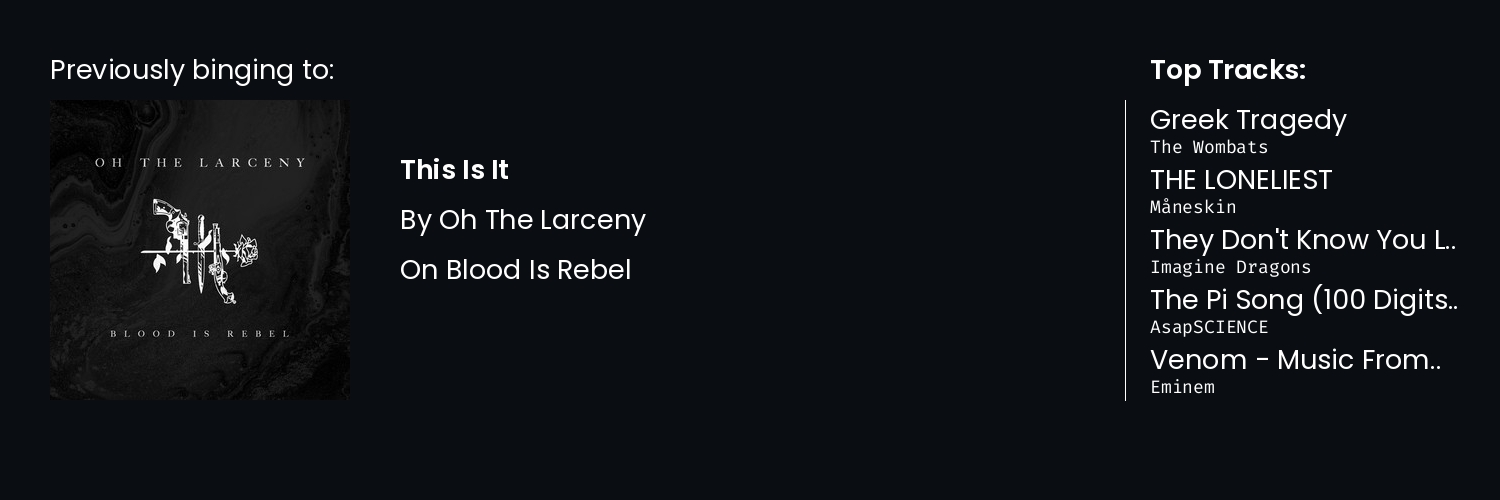 Previously binging to:
OH THE LARCENY
BLOOD IS REBEL
This Is It
By Oh The Larceny
On Blood Is Rebel
Top Tracks:
Greek Tragedy
The Wombats
THE LONELIEST
Måneskin
They Don't Know You L..
Imagine Dragons
The Pi Song (100 Digits..
AsapSCIENCE
Venom - Music From..
Eminem